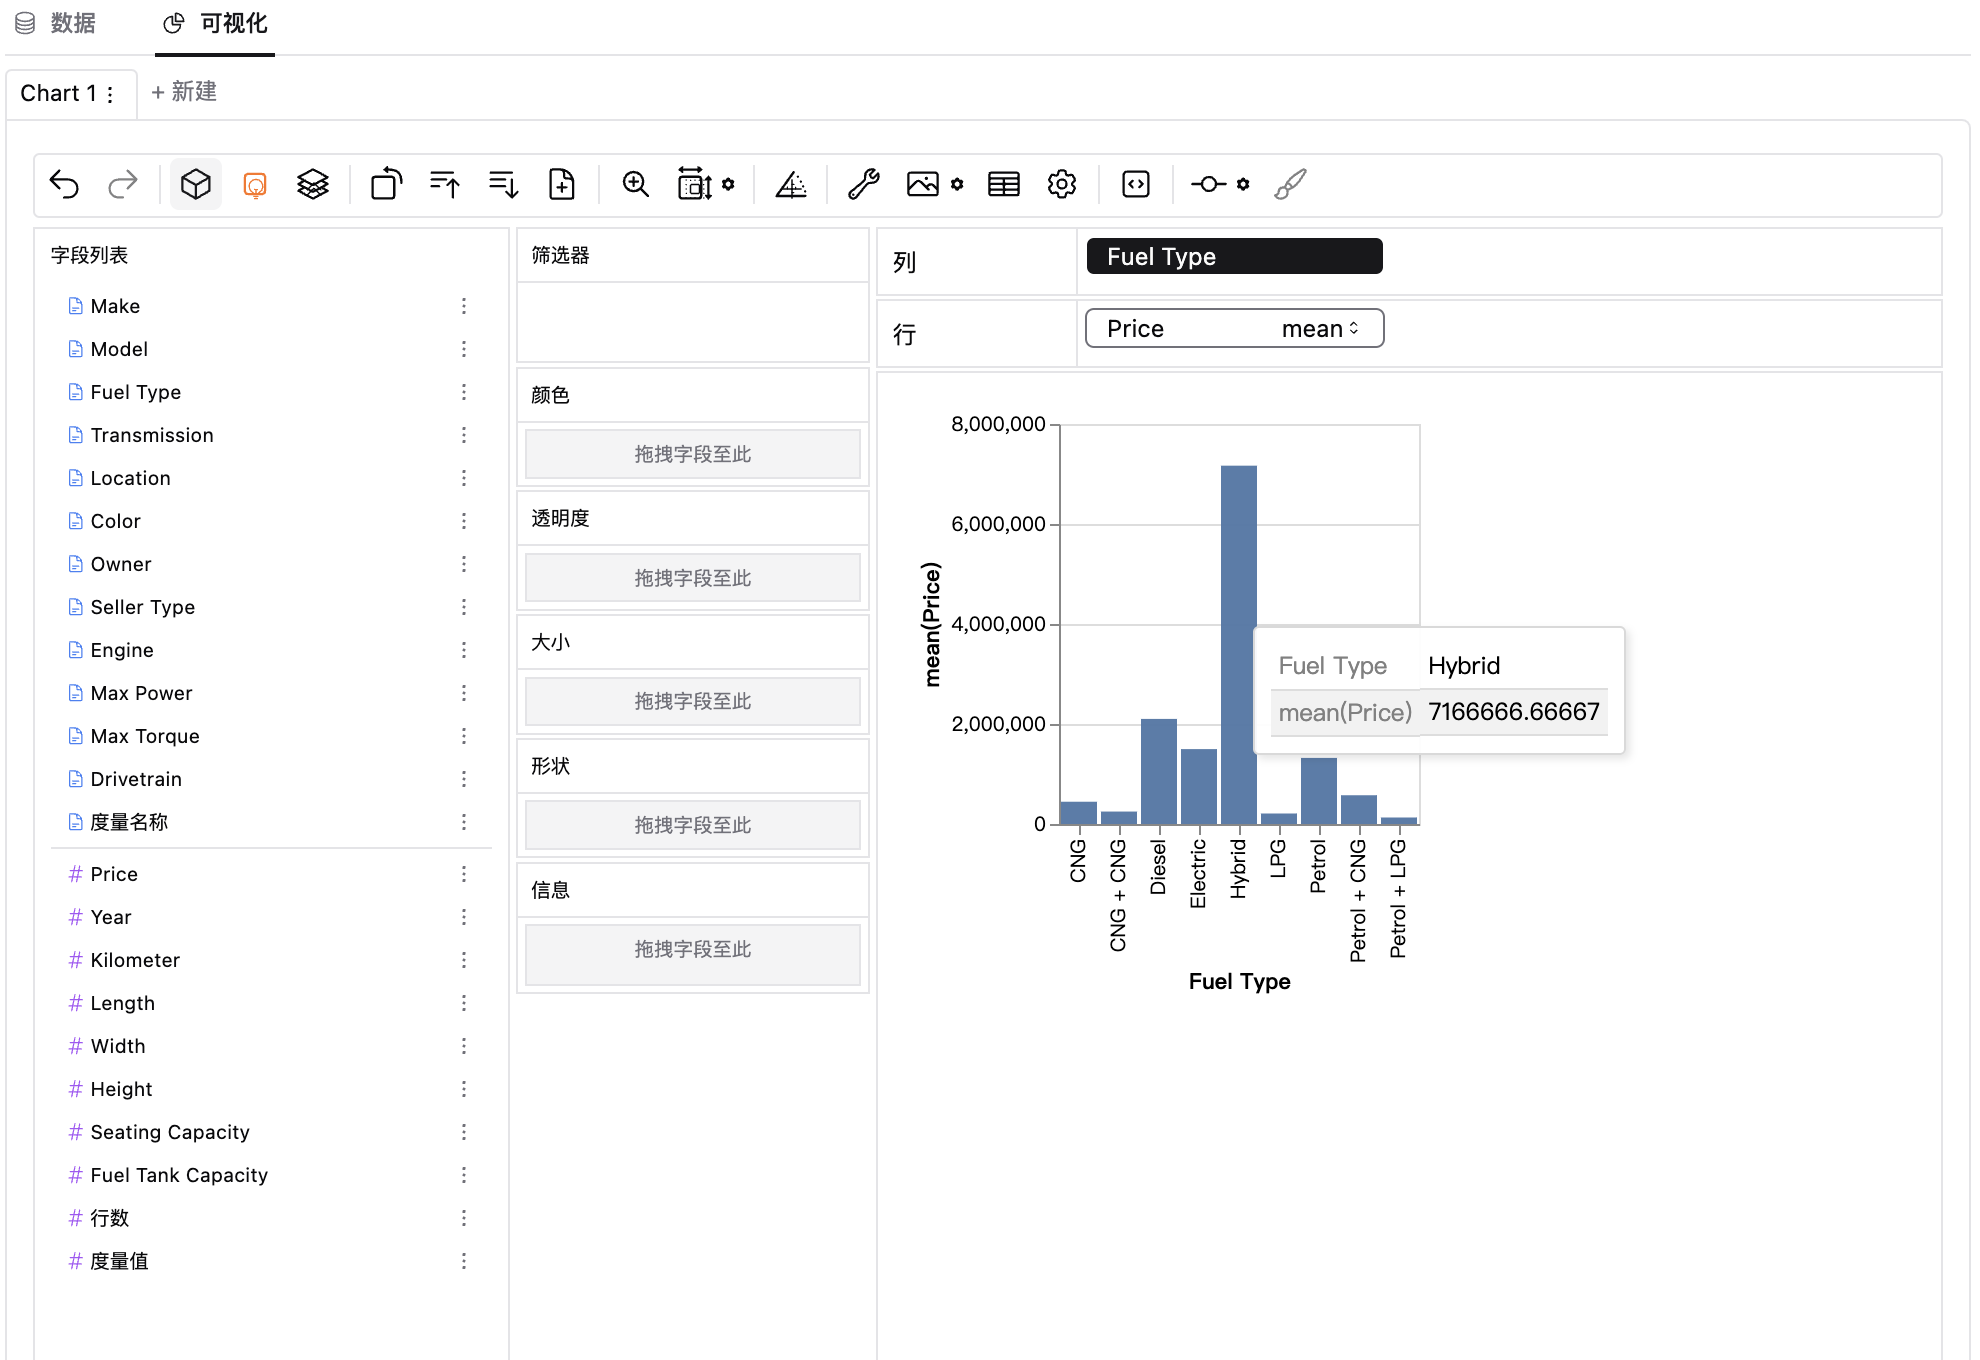 数据
可视化
Chart 1
+ 新建
字段列表
Make
Model
Fuel Type
Transmission
Location
Color
Owner
Seller Type
Engine
Max Power
Max Torque
Drivetrain
度量名称
# Price
# Year
# Kilometer
# Length
# Width
# Height
# Seating Capacity
# Fuel Tank Capacity
# 行数
# 度量值
筛选器
颜色
拖拽字段至此
透明度
拖拽字段至此
大小
拖拽字段至此
形状
拖拽字段至此
信息
拖拽字段至此
列
Fuel Type
行
Price mean
8,000,000
6,000,000
4,000,000
2,000,000
0
mean(Price)
Fuel Type Hybrid
mean(Price) 7166666.66667
CNG
CNG + CNG
Diesel
Electric
Hybrid
LPG
Petrol
Petrol + CNG
Petrol + LPG
Fuel Type